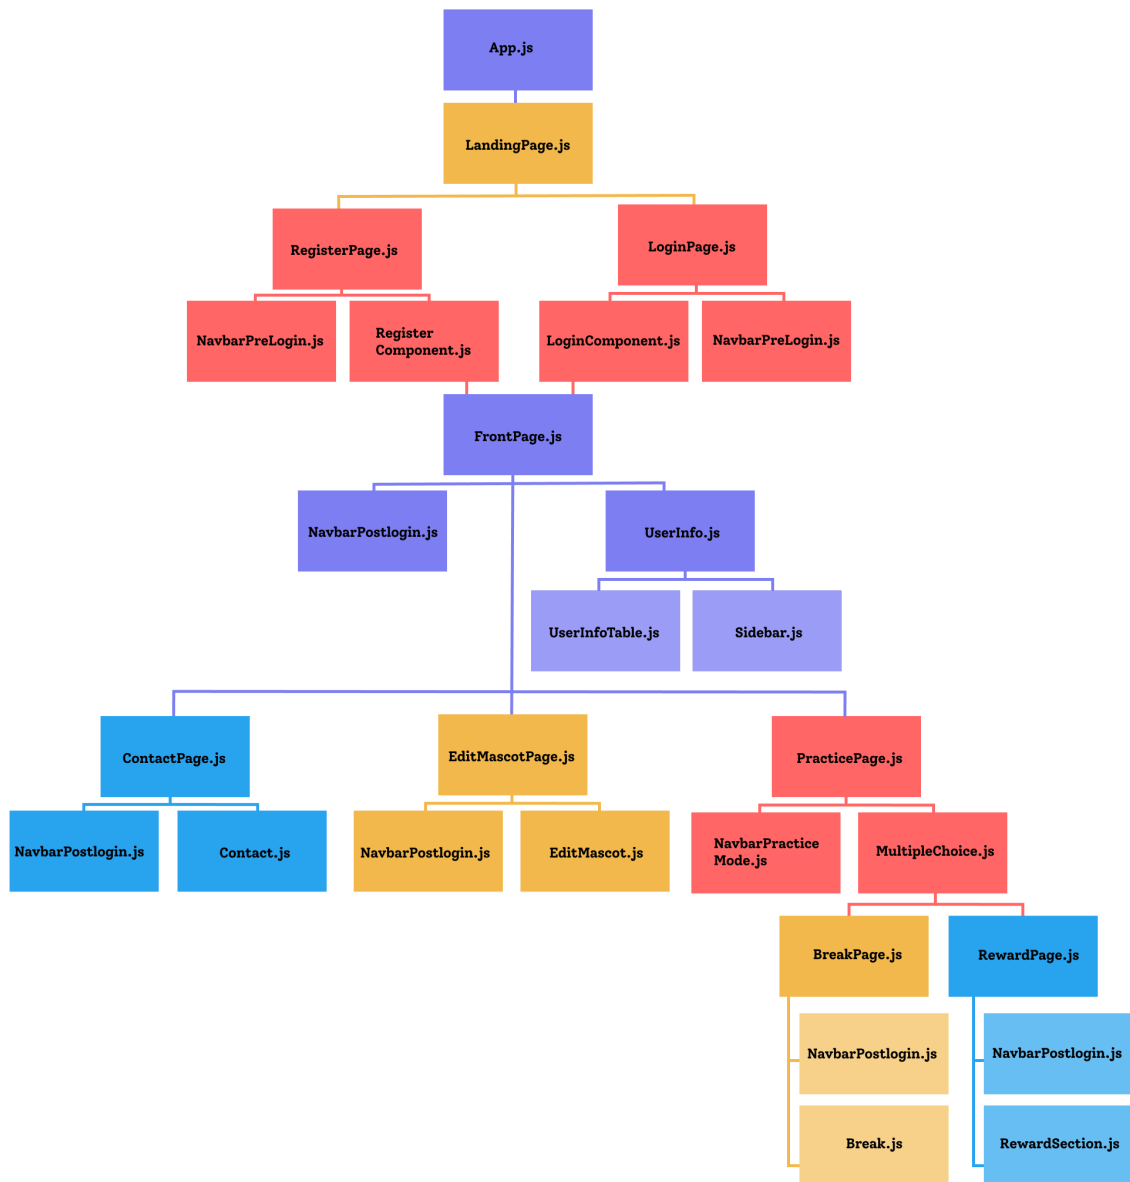 App.js
LandingPage.js
RegisterPage.js
LoginPage.js
NavbarPreLogin.js
Register
Component.js
LoginComponent.js
NavbarPreLogin.js
FrontPage.js
NavbarPostlogin.js
UserInfo.js
UserInfoTable.js
Sidebar.js
ContactPage.js
EditMascotPage.js
PracticePage.js
NavbarPostlogin.js
Contact.js
NavbarPostlogin.js
EditMascot.js
NavbarPractice
Mode.js
MultipleChoice.js
BreakPage.js
RewardPage.js
NavbarPostlogin.js
NavbarPostlogin.js
Break.js
RewardSection.js